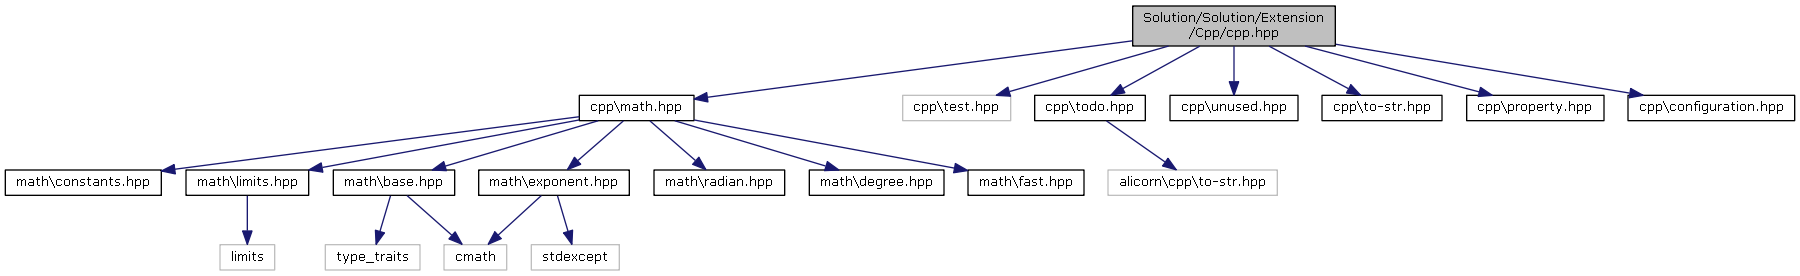 Solution/Solution/Extension
/Cpp/cpp.hpp
cpp\math.hpp
cpp\test.hpp
cpp\todo.hpp
cpp\unused.hpp
cpp\to-str.hpp
cpp\property.hpp
cpp\configuration.hpp
math\constants.hpp
math\limits.hpp
math\base.hpp
math\exponent.hpp
math\radian.hpp
math\degree.hpp
math\fast.hpp
alicorn\cpp\to-str.hpp
limits
type_traits
cmath
stdexcept